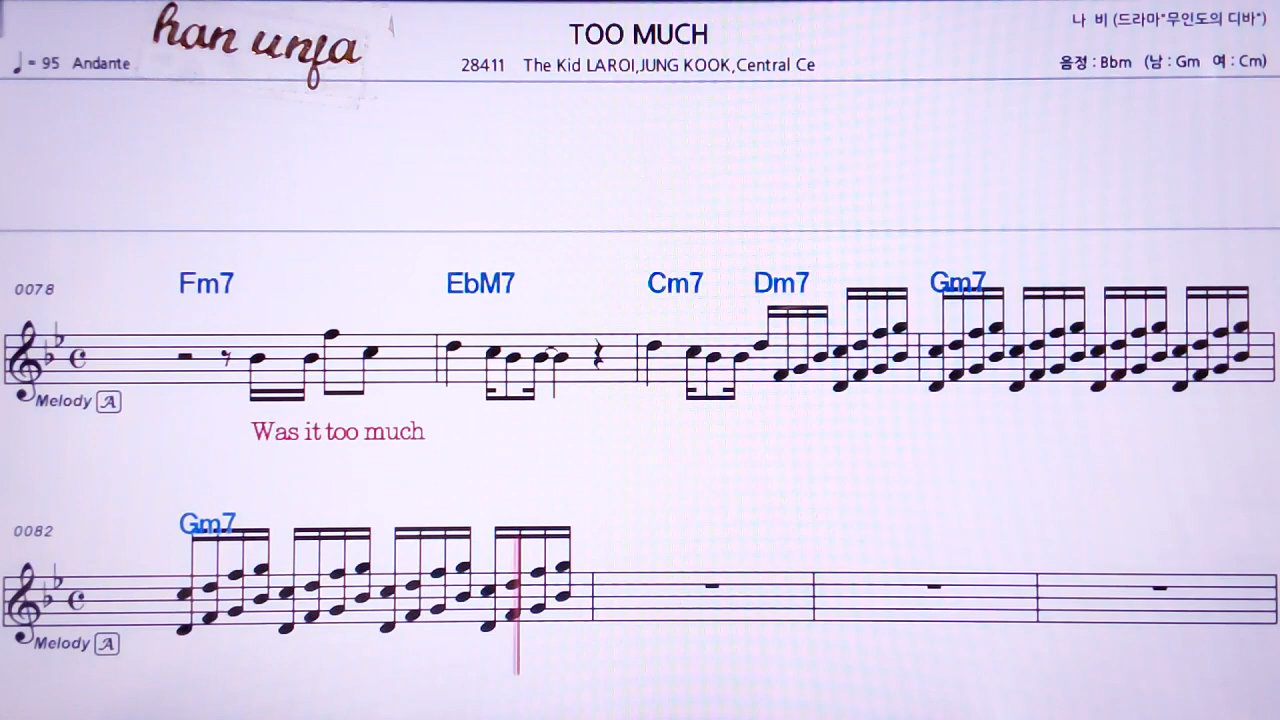 han unfa
TOO MUCH
나 비 (드라마"무인도의 디바")
♩ = 95 Andante
28411 The Kid LAROI,JUNG KOOK,Central Ce
음정 : Bbm (남 : Gm 여 : Cm)
0078
Fm7 EbM7 Cm7 Dm7 Gm7
Melody A
Was it too much
0082
Gm7
Melody A